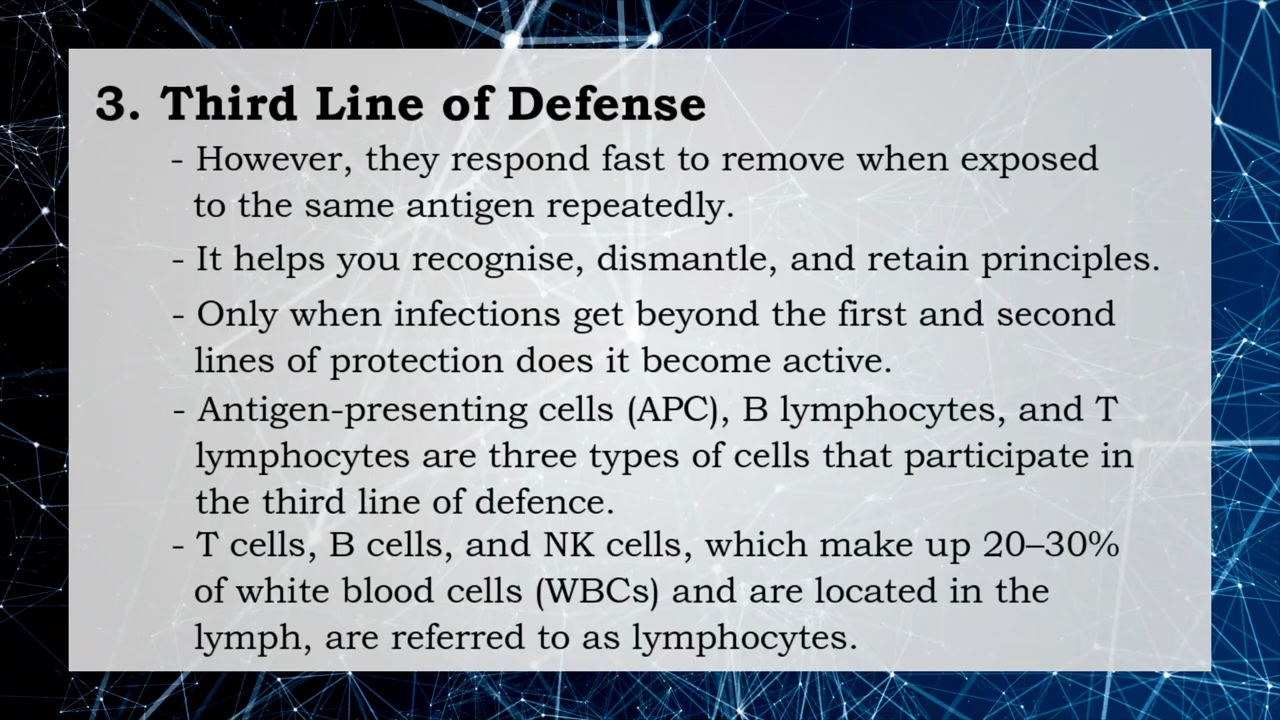 3. Third Line of Defense
- However, they respond fast to remove when exposed
to the same antigen repeatedly.
- It helps you recognise, dismantle, and retain principles.
- Only when infections get beyond the first and second
lines of protection does it become active.
- Antigen-presenting cells (APC), B lymphocytes, and T
lymphocytes are three types of cells that participate in
the third line of defence.
- T cells, B cells, and NK cells, which make up 20–30%
of white blood cells (WBCs) and are located in the
lymph, are referred to as lymphocytes.